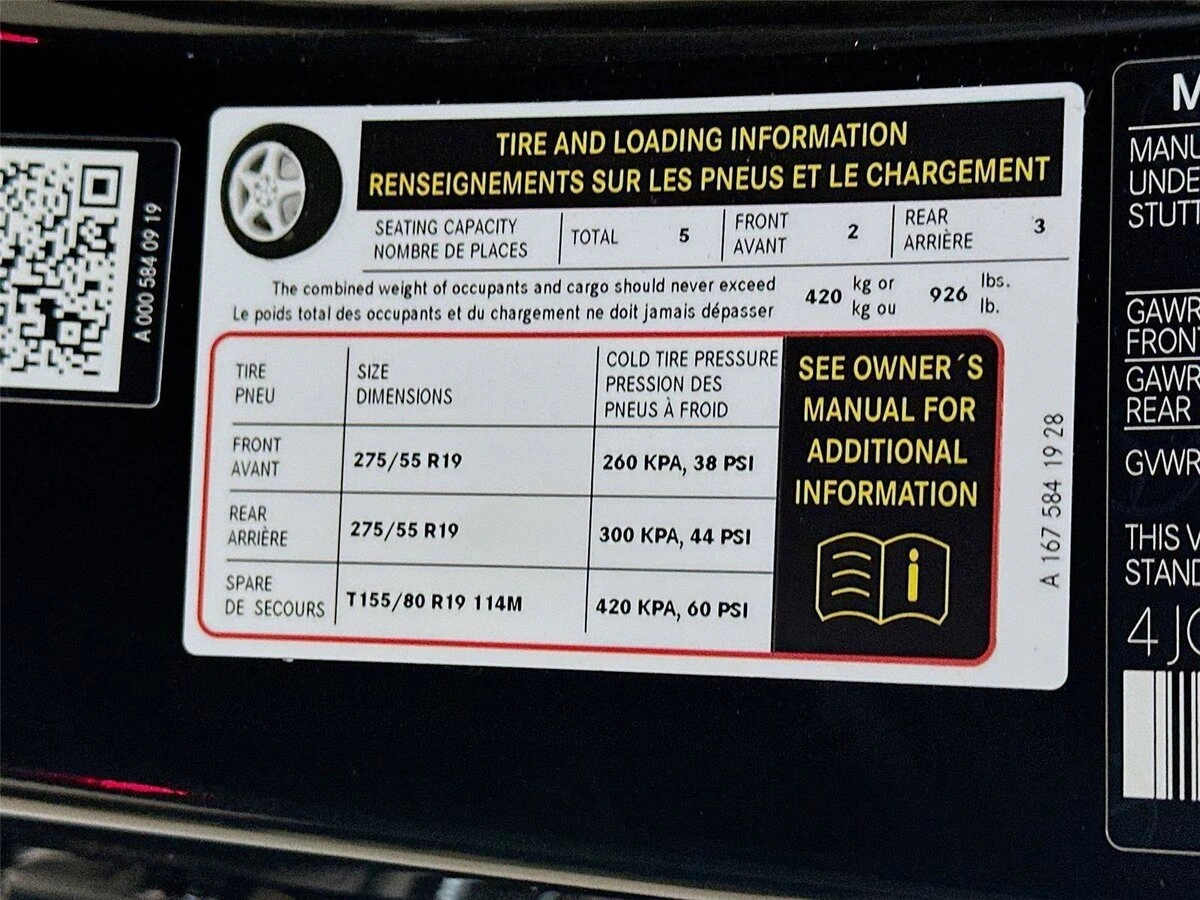 A 000 584 09 19
TIRE AND LOADING INFORMATION
RENSEIGNEMENTS SUR LES PNEUS ET LE CHARGEMENT
SEATING CAPACITY
NOMBRE DE PLACES
TOTAL 5
FRONT
AVANT
2
REAR
ARRIÈRE
3
The combined weight of occupants and cargo should never exceed
Le poids total des occupants et du chargement ne doit jamais dépasser
420
kg or
kg ou
926
lbs.
lb.
TIRE
PNEU
SIZE
DIMENSIONS
COLD TIRE PRESSURE
PRESSION DES
PNEUS À FROID
FRONT
AVANT
275/55 R19
260 KPA, 38 PSI
REAR
ARRIÈRE
275/55 R19
300 KPA, 44 PSI
SPARE
DE SECOURS
T155/80 R19 114M
420 KPA, 60 PSI
SEE OWNER´S
MANUAL FOR
ADDITIONAL
INFORMATION
A 167 584 19 28
GAWR
FRONT
GAWR
REAR
GVWR
THIS